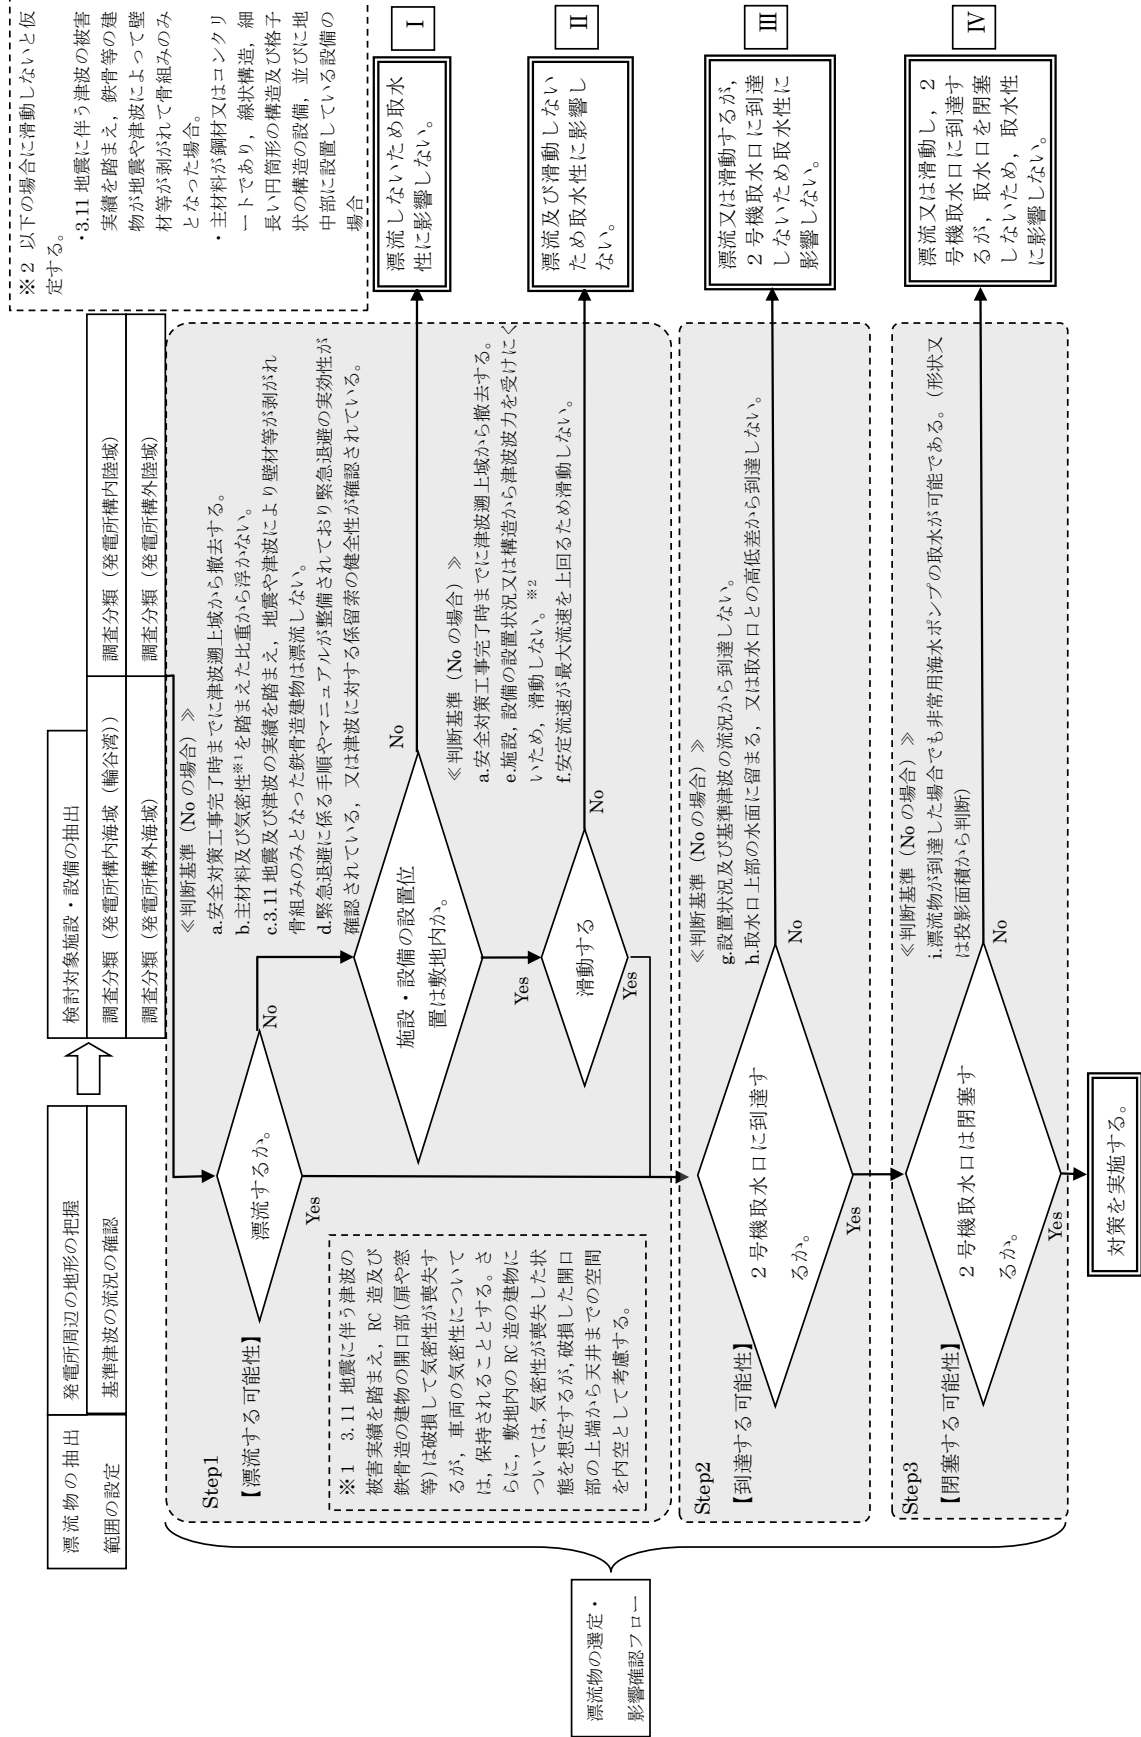 漂流物の抽出
範囲の設定
発電所周辺の地形の把握
基準津波の流況の確認
検討対象施設・設備の抽出
調査分類（発電所構内海域（輪谷湾））
調査分類（発電所構内陸域）
調査分類（発電所構外海域）
調査分類（発電所構外陸域）
漂流物の選定・
影響確認フロー
Step1
【漂流する可能性】
漂流するか。
No
Yes
≪判断基準（No の場合）≫
a.安全対策工事完了時までに津波遡上域から撤去する。
b.主材料及び気密性※1を踏まえた比重から浮かない。
c.3.11 地震及び津波の実績を踏まえ，地震や津波により壁材等が剥がれ
骨組みのみとなった鉄骨造建物は漂流しない。
d.緊急退避に係る手順やマニュアルが整備されており緊急退避の実効性が
確認されている，又は津波に対する係留索の健全性が確認されている。
施設・設備の設置位
置は敷地内か。
No
Yes
≪判断基準（No の場合）≫
a.安全対策工事完了時までに津波遡上域から撤去する。
e.施設，設備の設置状況又は構造から津波波力を受けにく
いため，滑動しない。※2
f.安定流速が最大流速を上回るため滑動しない。
滑動する
No
Yes
※１　3.11 地震に伴う津波の
被害実績を踏まえ，RC 造及び
鉄骨造の建物の開口部（扉や窓
等）は破損して気密性が喪失す
るが，車両の気密性について
は，保持されることとする。さ
らに，敷地内の RC 造の建物に
ついては，気密性が喪失した状
態を想定するが，破損した開口
部の上端から天井までの空間
を内空として考慮する。
※２ 以下の場合に滑動しないと仮
定する。
・3.11 地震に伴う津波の被害
実績を踏まえ，鉄骨等の建
物が地震や津波によって壁
材等が剥がれて骨組みのみ
となった場合。
・主材料が鋼材又はコンクリ
ートであり，線状構造，細
長い円筒形の構造及び格子
状の構造の設備，並びに地
中部に設置している設備の
場合
漂流しないため取水
性に影響しない。
Ⅰ
漂流及び滑動しない
ため取水性に影響し
ない。
Ⅱ
Step2
【到達する可能性】
２号機取水口に到達す
るか。
No
Yes
≪判断基準（No の場合）≫
g.設置状況及び基準津波の流況から到達しない。
h.取水口上部の水面に留まる，又は取水口との高低差から到達しない。
漂流又は滑動するが，
２号機取水口に到達
しないため取水性に
影響しない。
Ⅲ
Step3
【閉塞する可能性】
２号機取水口は閉塞す
るか。
No
Yes
≪判断基準（No の場合）≫
i.漂流物が到達した場合でも非常用海水ポンプの取水が可能である。（形状又
は投影面積から判断）
漂流又は滑動し，２
号機取水口に到達す
るが，取水口を閉塞
しないため，取水性
に影響しない。
Ⅳ
対策を実施する。